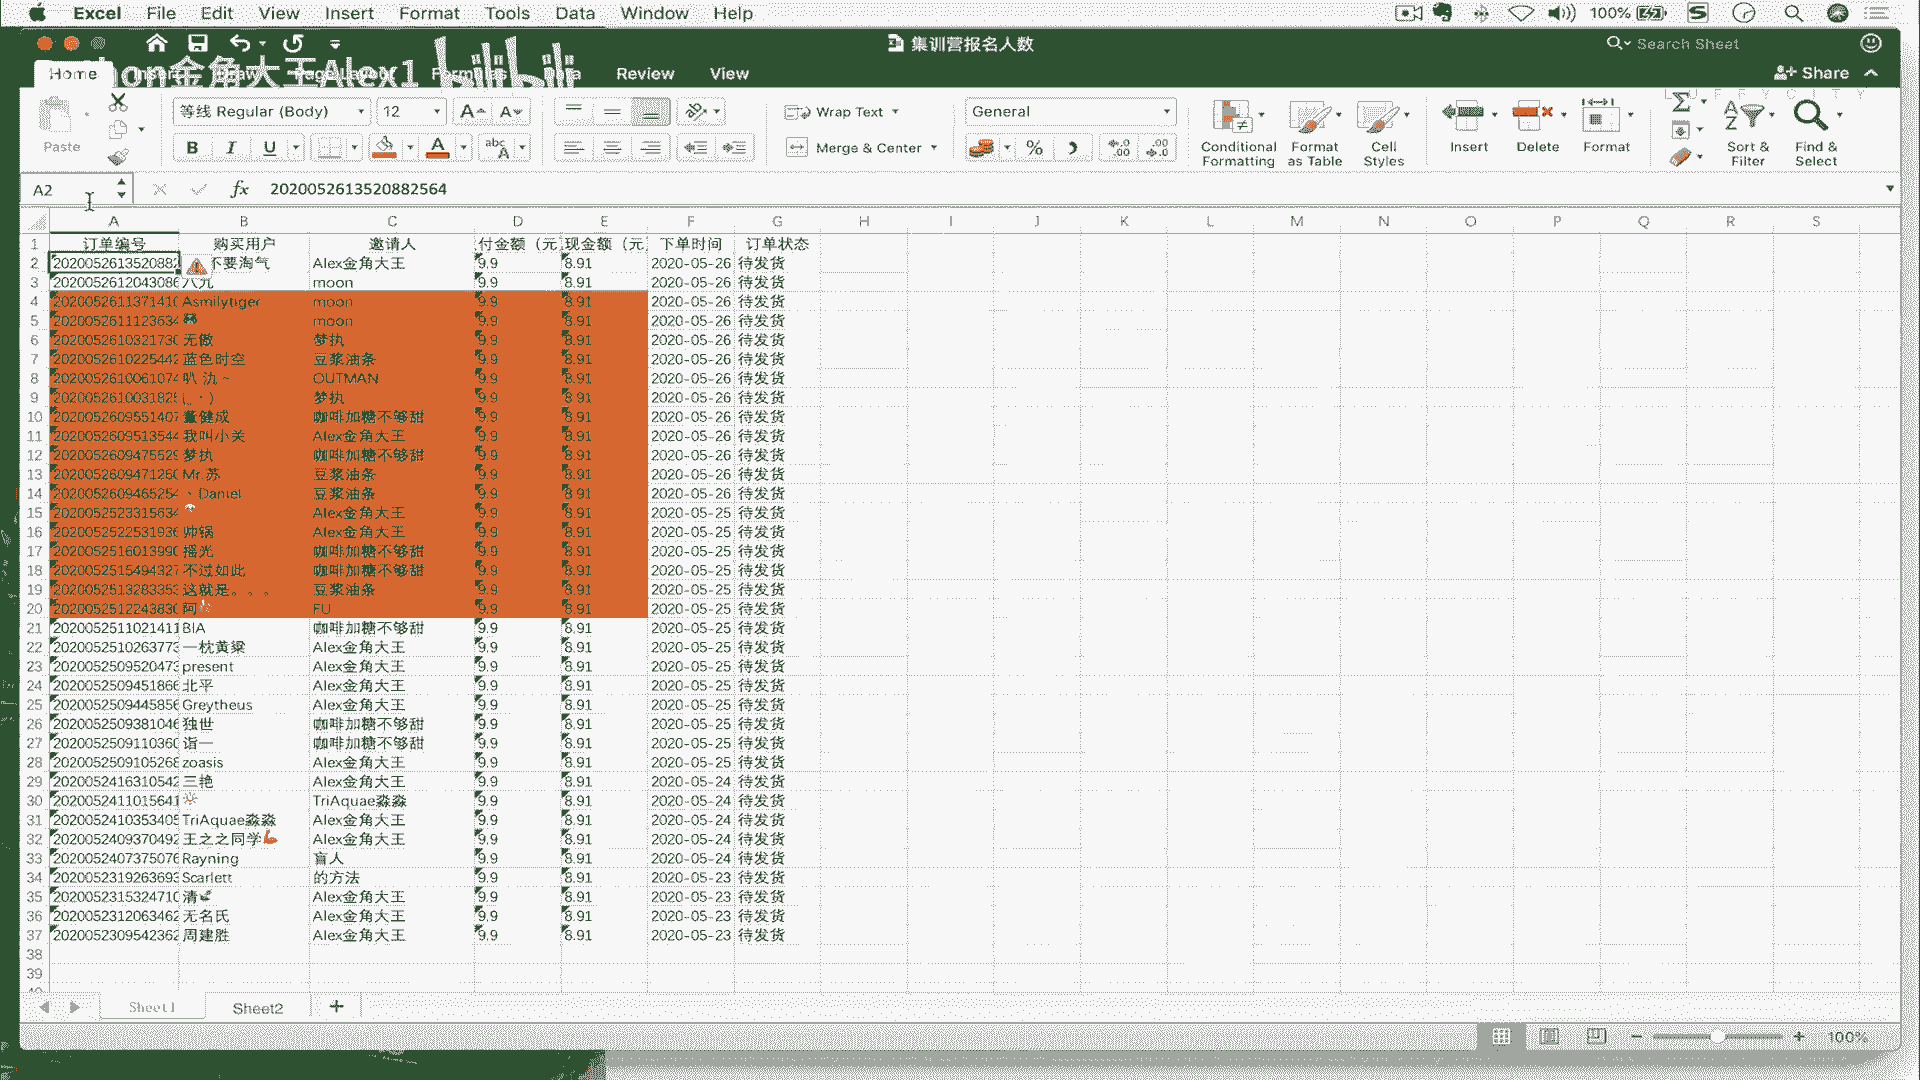 Excel File Edit View Insert Format Tools Data Window Help 100%
集训营报名人数 Search Sheet
hon金角大王Alex1 bilibili
Home Review View Share
等线 Regular (Body) 12 Wrap Text General
Paste B I U abc A Merge & Center % Conditional Formatting Format as Table Cell Styles Insert Delete Format Sort & Filter Find & Select
A2 fx 2020052613520882564
A B C D E F G H I J K L M N O P Q R S
1 订单编号 购买用户 邀请人 付金额（元 现金额（元 下单时间 订单状态
2 2020052613520882 不要淘气 Alex金角大王 9.9 8.91 2020-05-26 待发货
3 2020052612043086 八九 moon 9.9 8.91 2020-05-26 待发货
4 202005261137141 Asmilytiger moon 9.9 8.91 2020-05-26 待发货
5 2020052611123634 moon 9.9 8.91 2020-05-26 待发货
6 202005261032173 无傲 梦执 9.9 8.91 2020-05-26 待发货
7 2020052610225442 蓝色时空 豆浆油条 9.9 8.91 2020-05-26 待发货
8 2020052610061074 OUTMAN 9.9 8.91 2020-05-26 待发货
9 202005261003182 梦执 9.9 8.91 2020-05-26 待发货
10 2020052609551407 董健成 咖啡加糖不够甜 9.9 8.91 2020-05-26 待发货
11 2020052609513544 我叫小关 Alex金角大王 9.9 8.91 2020-05-26 待发货
12 2020052609475529 梦执 咖啡加糖不够甜 9.9 8.91 2020-05-26 待发货
13 202005260947126 Mr.苏 豆浆油条 9.9 8.91 2020-05-26 待发货
14 2020052609465254 、Daniel 豆浆油条 9.9 8.91 2020-05-26 待发货
15 2020052523315634 Alex金角大王 9.9 8.91 2020-05-25 待发货
16 2020052522531936 帅锅 Alex金角大王 9.9 8.91 2020-05-25 待发货
17 202005251601399 摇光 咖啡加糖不够甜 9.9 8.91 2020-05-25 待发货
18 2020052515494327 不过如此 咖啡加糖不够甜 9.9 8.91 2020-05-25 待发货
19 2020052513283353 这就是。。。 豆浆油条 9.9 8.91 2020-05-25 待发货
20 202005251224383 阿 FU 9.9 8.91 2020-05-25 待发货
21 2020052511021411 BIA 咖啡加糖不够甜 9.9 8.91 2020-05-25 待发货
22 2020052510263773 一枕黄粱 Alex金角大王 9.9 8.91 2020-05-25 待发货
23 2020052509520473 present Alex金角大王 9.9 8.91 2020-05-25 待发货
24 2020052509451866 北平 Alex金角大王 9.9 8.91 2020-05-25 待发货
25 2020052509445856 Greytheus Alex金角大王 9.9 8.91 2020-05-25 待发货
26 2020052509381046 独世 咖啡加糖不够甜 9.9 8.91 2020-05-25 待发货
27 202005250911036 诣一 咖啡加糖不够甜 9.9 8.91 2020-05-25 待发货
28 2020052509105268 zoasis Alex金角大王 9.9 8.91 2020-05-25 待发货
29 2020052416310542 三艳 Alex金角大王 9.9 8.91 2020-05-24 待发货
30 2020052411015641 TriAquae淼淼 9.9 8.91 2020-05-24 待发货
31 2020052410353405 TriAquae淼淼 Alex金角大王 9.9 8.91 2020-05-24 待发货
32 2020052409370492 王之之同学 Alex金角大王 9.9 8.91 2020-05-24 待发货
33 2020052407375076 Rayning 盲人 9.9 8.91 2020-05-24 待发货
34 2020052319263693 Scarlett 的方法 9.9 8.91 2020-05-23 待发货
35 202005231532471 清 Alex金角大王 9.9 8.91 2020-05-23 待发货
36 2020052312063462 无名氏 Alex金角大王 9.9 8.91 2020-05-23 待发货
37 2020052309542362 周建胜 Alex金角大王 9.9 8.91 2020-05-23 待发货
38
39
Sheet1 Sheet2 +
100%